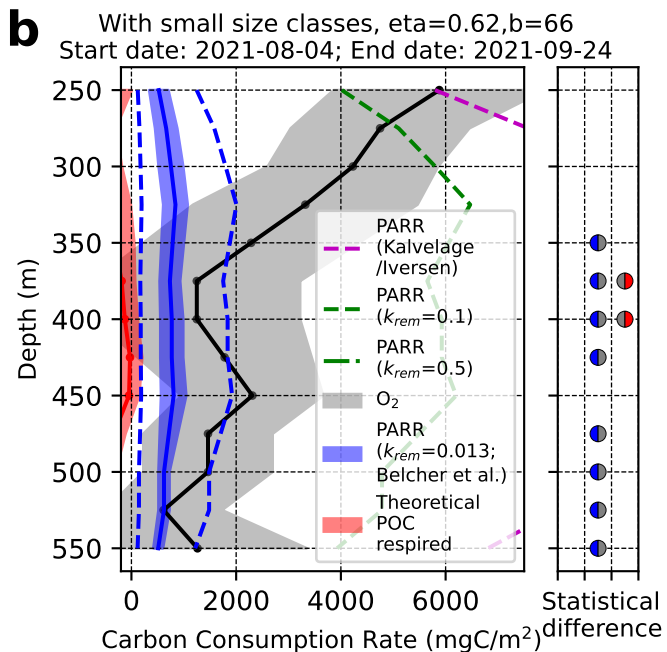 b
With small size classes, eta=0.62,b=66
Start date: 2021-08-04; End date: 2021-09-24
250
300
350
400
450
500
550
Depth (m)
PARR
(Kalvelage
/Iversen)
PARR
(k_rem=0.1)
PARR
(k_rem=0.5)
O₂
PARR
(k_rem=0.013;
Belcher et al.)
Theoretical
POC
respired
0
2000
4000
6000
Carbon Consumption Rate (mgC/m²)
Statistical
difference